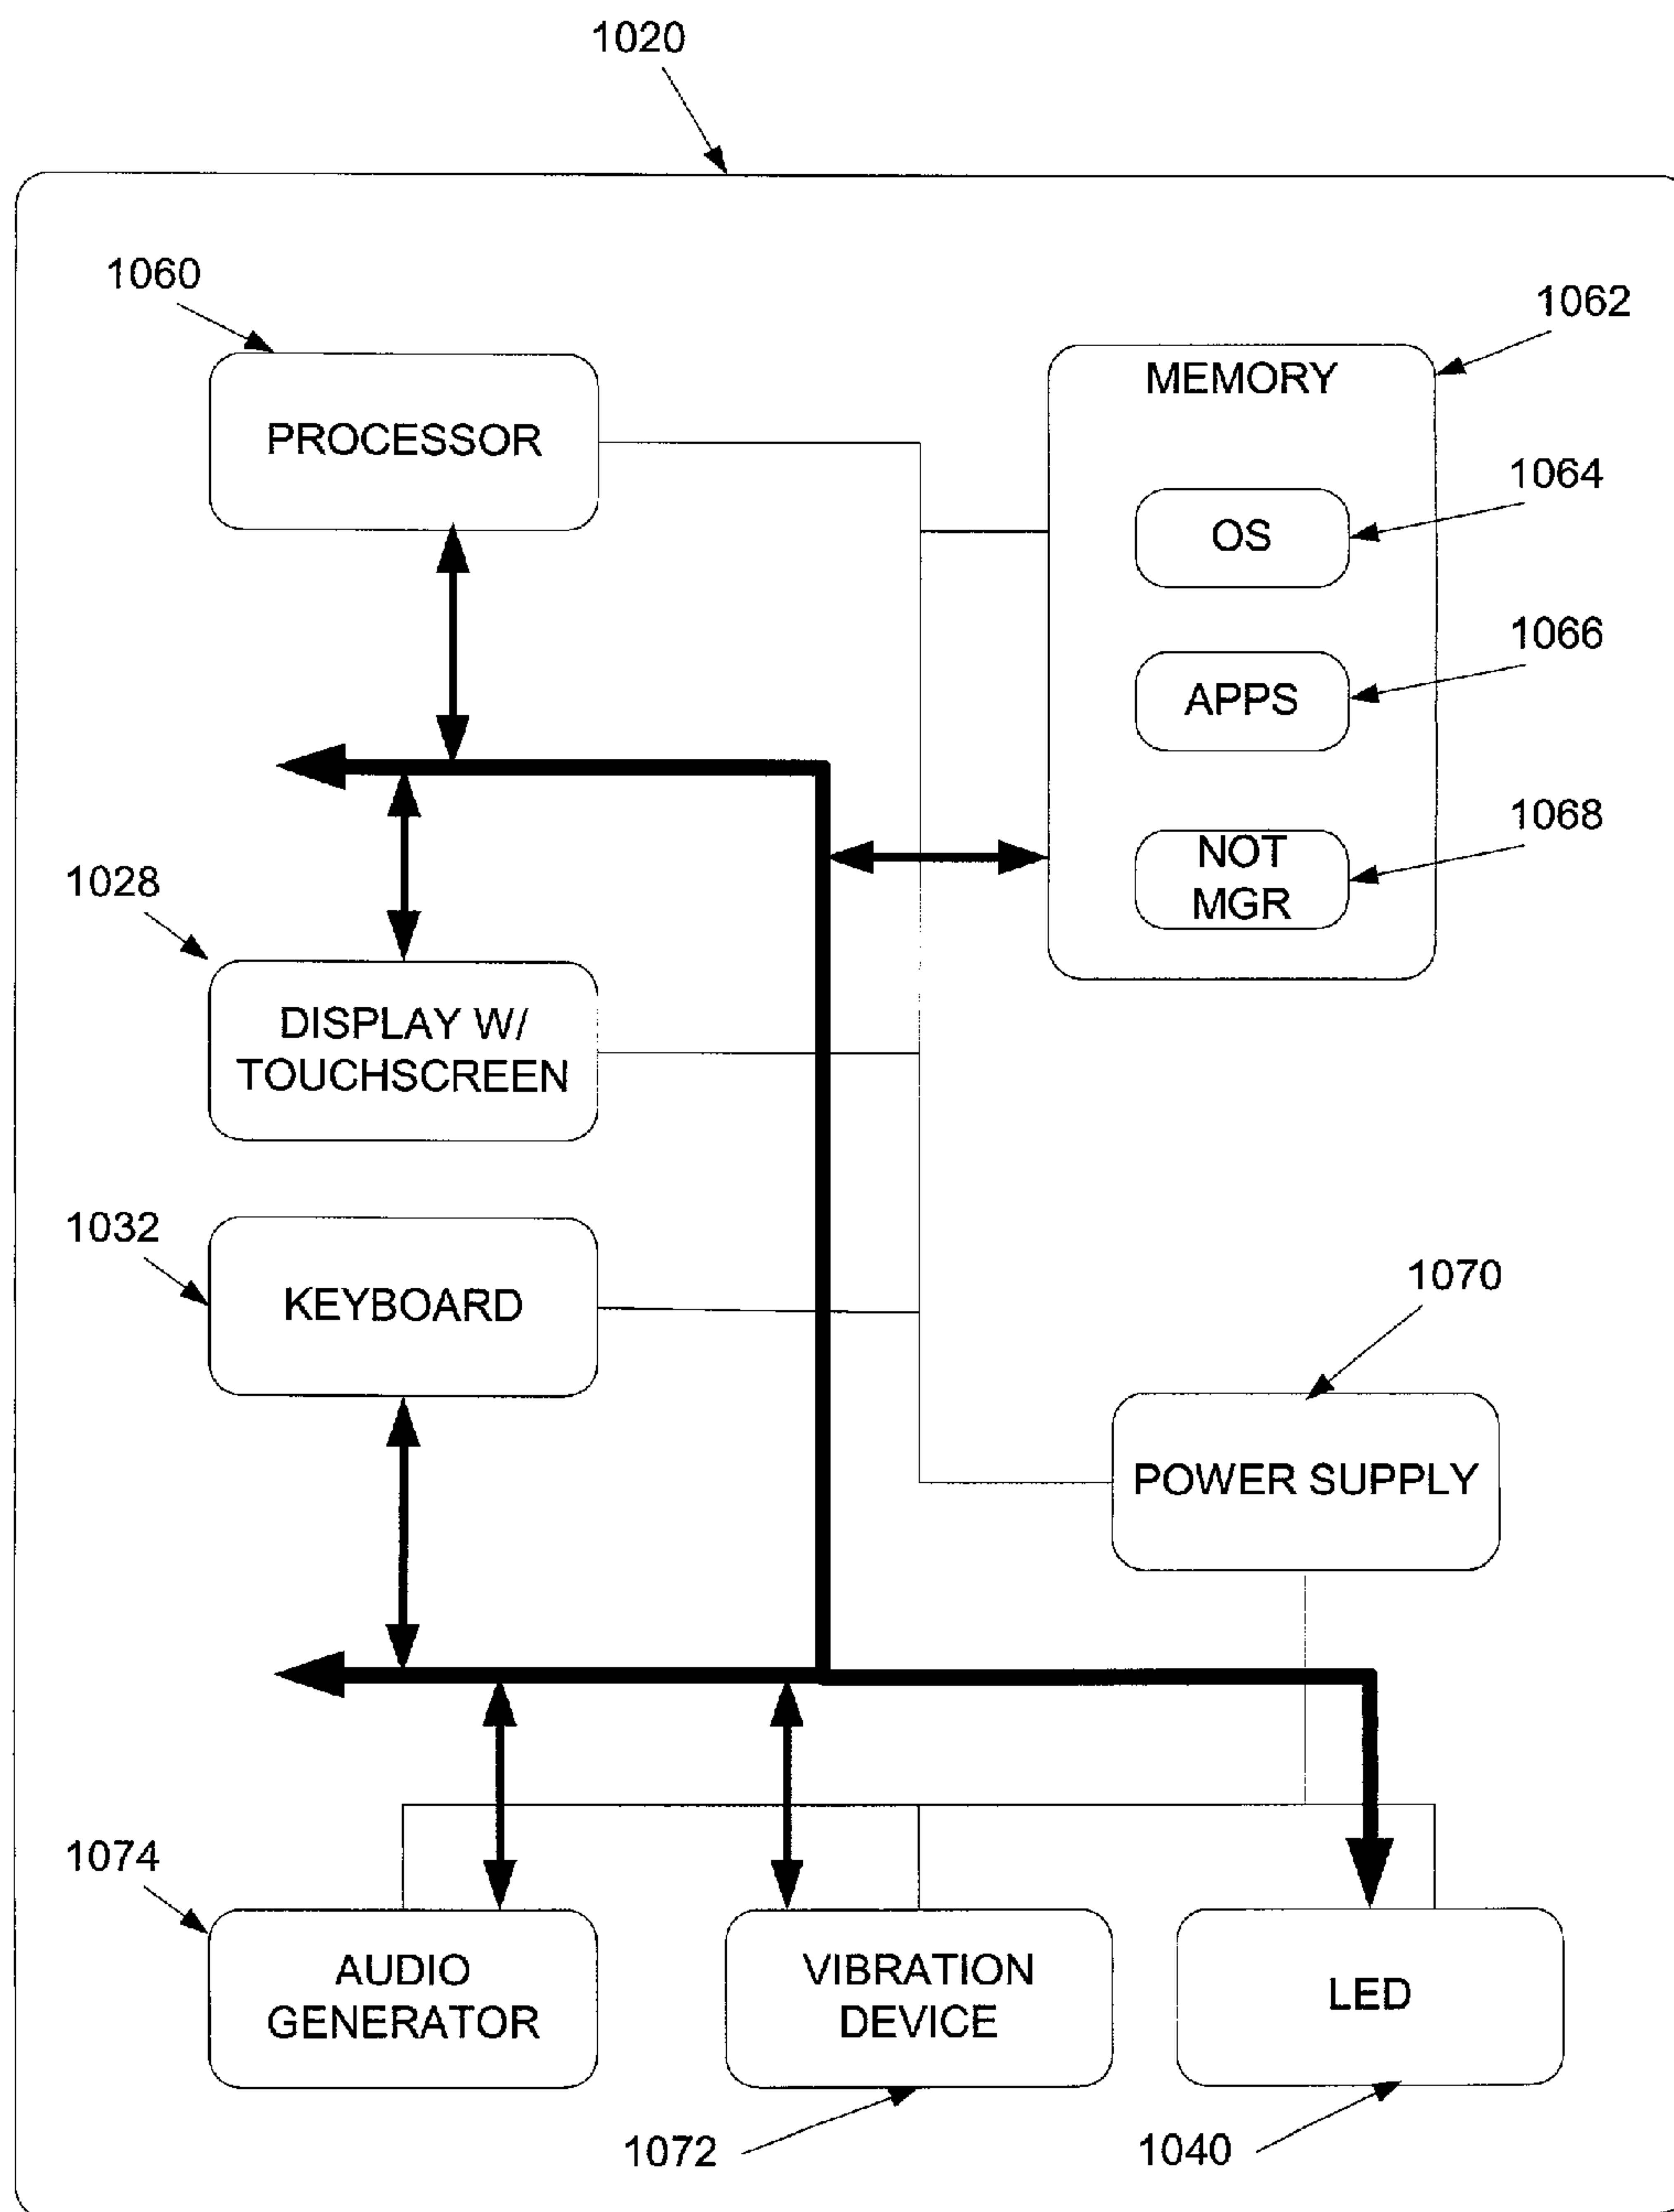 1020
1060
PROCESSOR
1062
MEMORY
1064
OS
1066
APPS
1068
NOT
MGR
1028
DISPLAY W/
TOUCHSCREEN
1032
KEYBOARD
1070
POWER SUPPLY
1074
AUDIO
GENERATOR
VIBRATION
DEVICE
LED
1072
1040